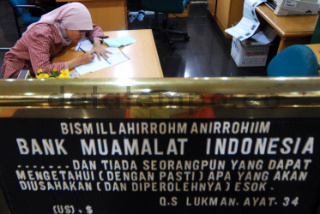 BISMILLAHIRROHMANIRROHIIM
BANK MUAMALAT INDONESIA
.......DAN TIADA SEORANGPUN YANG DAPAT
MENGETAHUI (DENGAN PASTI) APA YANG AKAN
DIUSAHAKAN (DAN DIPEROLEHNYA) ESOK.
Q.S LUKMAN. AYAT. 34
(US).$